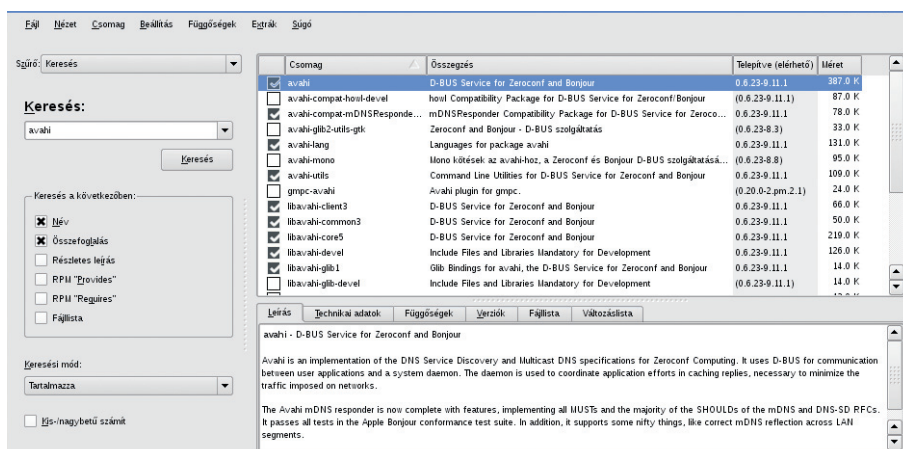 Fájl Nézet Csomag Beállítás Függőségek Extrák Súgó
Szűrő: Keresés
Keresés:
avahi
Keresés
Keresés a következőben:
Név
Összefoglalás
Részletes leírás
RPM "Provides"
RPM "Requires"
Fájllista
Keresési mód:
Tartalmazza
Kis-/nagybetű számít
Csomag Összegzés Telepítve (elérhető) Méret
avahi D-BUS Service for Zeroconf and Bonjour 0.6.23-9.11.1 387.0 K
avahi-compat-howl-devel howl Compatibility Package for D-BUS Service for Zeroconf/Bonjour (0.6.23-9.11.1) 87.0 K
avahi-compat-mDNSResponde... mDNSResponder Compatibility Package for D-BUS Service for Zeroco... 0.6.23-9.11.1 78.0 K
avahi-glib2-utils-gtk Zeroconf and Bonjour - D-BUS szolgáltatás (0.6.23-8.3) 33.0 K
avahi-lang Languages for package avahi 0.6.23-9.11.1 131.0 K
avahi-mono Mono kötések az avahi-hoz, a Zeroconf és Bonjour D-BUS szolgáltatásá... (0.6.23-8.8) 95.0 K
avahi-utils Command Line Utilities for D-BUS Service for Zeroconf and Bonjour 0.6.23-9.11.1 109.0 K
gmpc-avahi Avahi plugin for gmpc. (0.20.0-2.pm.2.1) 24.0 K
libavahi-client3 D-BUS Service for Zeroconf and Bonjour 0.6.23-9.11.1 66.0 K
libavahi-common3 D-BUS Service for Zeroconf and Bonjour 0.6.23-9.11.1 50.0 K
libavahi-core5 D-BUS Service for Zeroconf and Bonjour 0.6.23-9.11.1 219.0 K
libavahi-devel Include Files and Libraries Mandatory for Development 0.6.23-9.11.1 126.0 K
libavahi-glib1 Glib Bindings for avahi, the D-BUS Service for Zeroconf and Bonjour 0.6.23-9.11.1 14.0 K
libavahi-glib-devel Include Files and Libraries Mandatory for Development (0.6.23-9.11.1) 14.0 K
Leírás Technikai adatok Függőségek Verziók Fájllista Változáslista
avahi - D-BUS Service for Zeroconf and Bonjour
Avahi is an implementation of the DNS Service Discovery and Multicast DNS specifications for Zeroconf Computing. It uses D-BUS for communication
between user applications and a system daemon. The daemon is used to coordinate application efforts in caching replies, necessary to minimize the
traffic imposed on networks.
The Avahi mDNS responder is now complete with features, implementing all MUSTs and the majority of the SHOULDs of the mDNS and DNS-SD RFCs.
It passes all tests in the Apple Bonjour conformance test suite. In addition, it supports some nifty things, like correct mDNS reflection across LAN
segments.